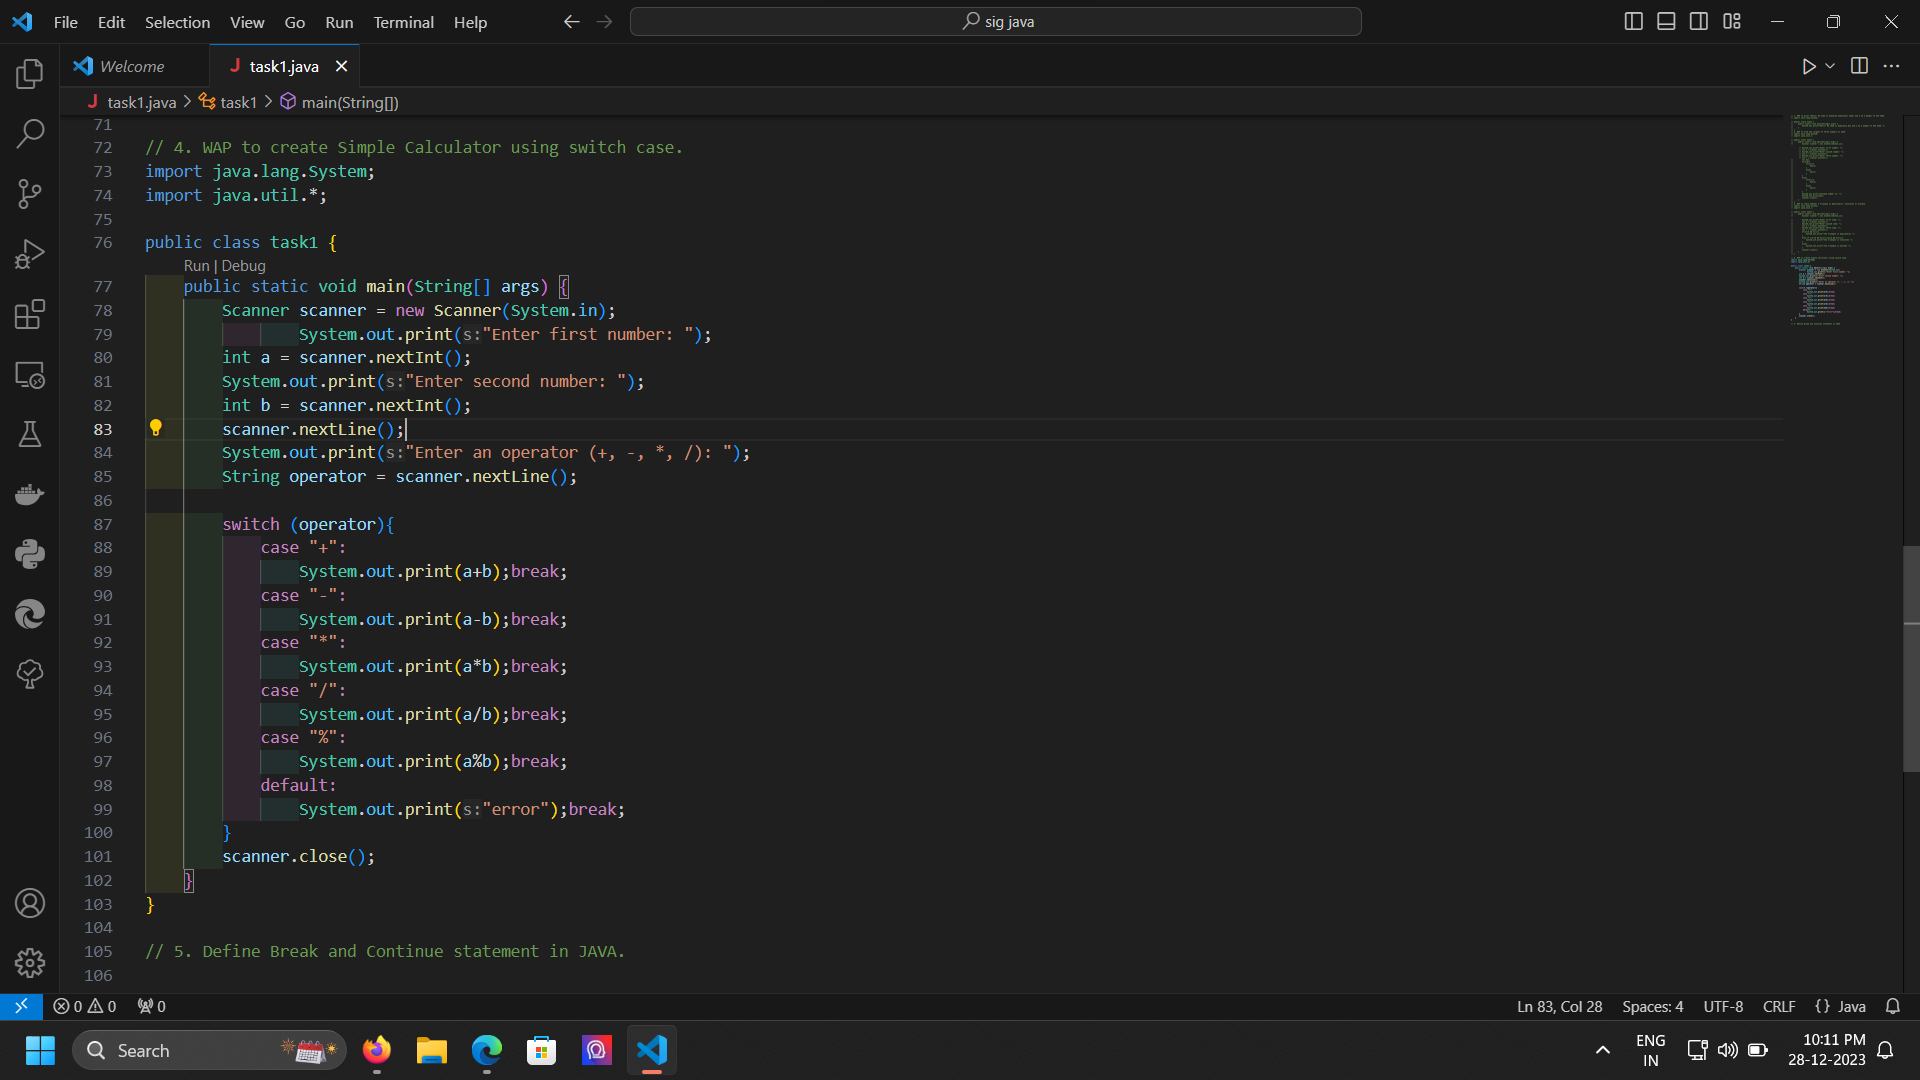 File Edit Selection View Go Run Terminal Help sig java
Welcome task1.java
task1.java > task1 > main(String[])
71
72 // 4. WAP to create Simple Calculator using switch case.
73 import java.lang.System;
74 import java.util.*;
75
76 public class task1 {
Run | Debug
77 public static void main(String[] args) {
78 Scanner scanner = new Scanner(System.in);
79 System.out.print(s:"Enter first number: ");
80 int a = scanner.nextInt();
81 System.out.print(s:"Enter second number: ");
82 int b = scanner.nextInt();
83 scanner.nextLine();
84 System.out.print(s:"Enter an operator (+, -, *, /): ");
85 String operator = scanner.nextLine();
86
87 switch (operator){
88 case "+":
89 System.out.print(a+b);break;
90 case "-":
91 System.out.print(a-b);break;
92 case "*":
93 System.out.print(a*b);break;
94 case "/":
95 System.out.print(a/b);break;
96 case "%":
97 System.out.print(a%b);break;
98 default:
99 System.out.print(s:"error");break;
100 }
101 scanner.close();
102 }
103 }
104
105 // 5. Define Break and Continue statement in JAVA.
106
0 0 0 Ln 83, Col 28 Spaces: 4 UTF-8 CRLF {} Java
Search ENG IN 10:11 PM 28-12-2023